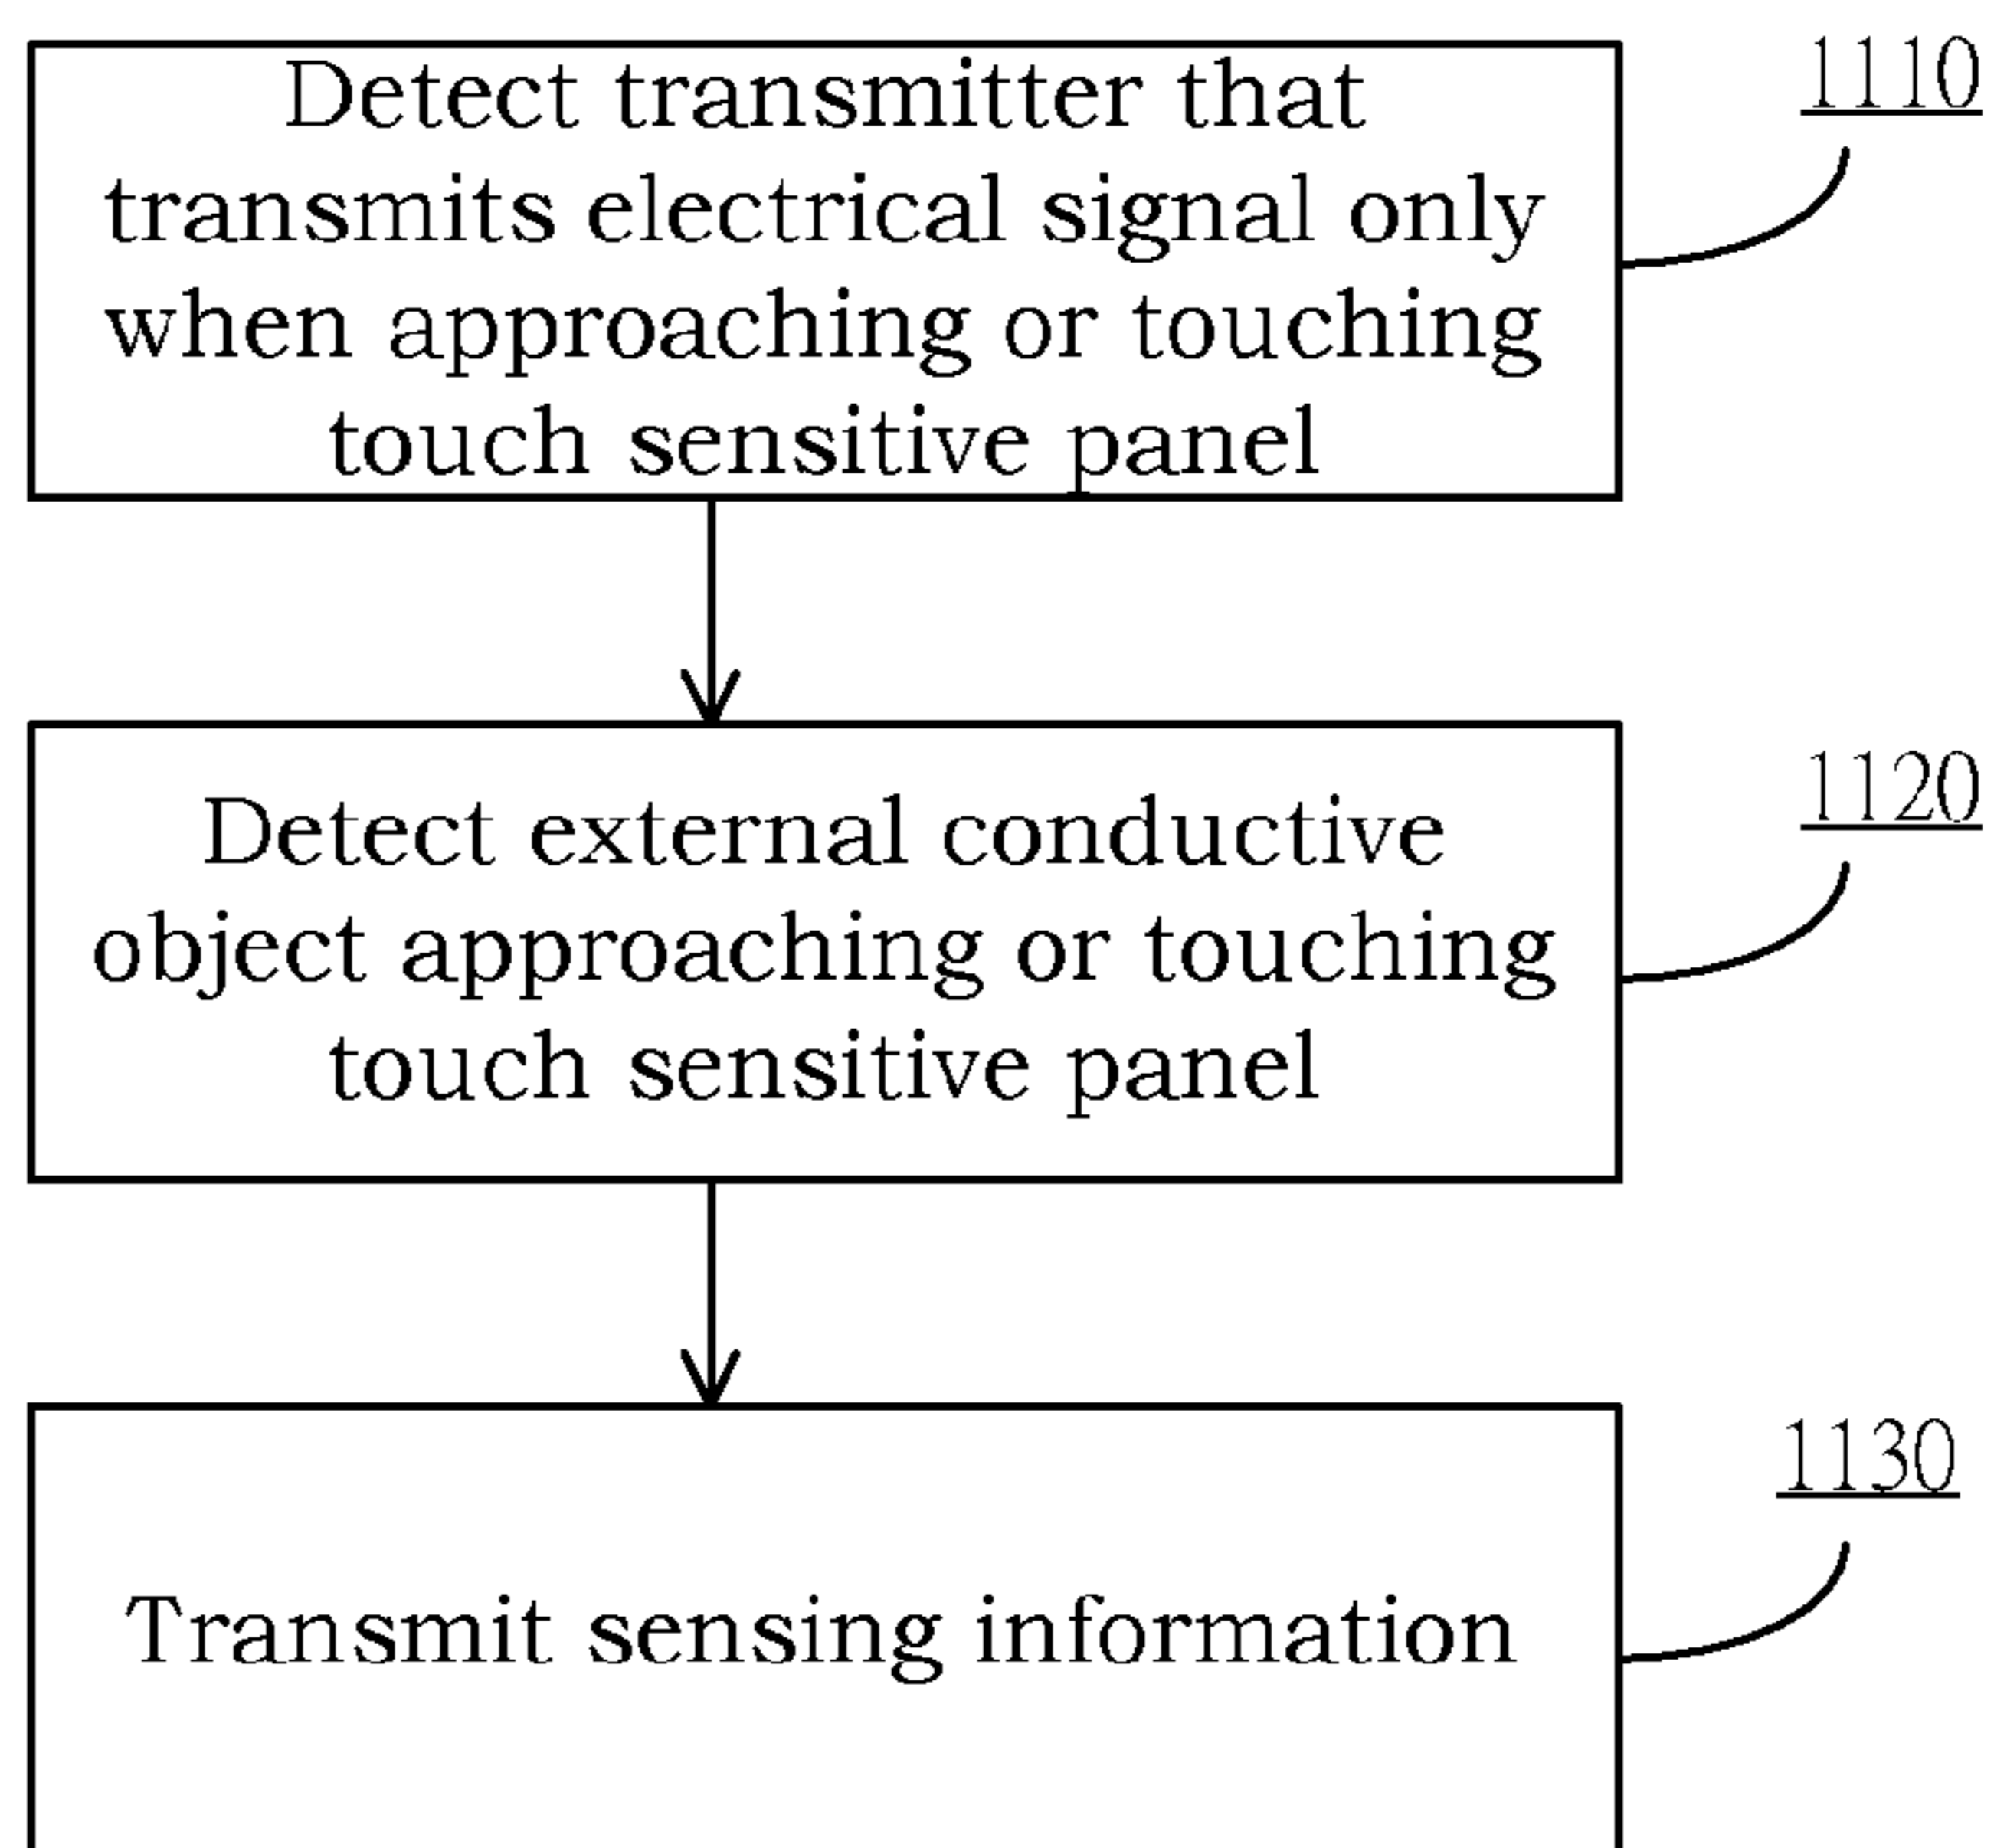 Detect transmitter that
transmits electrical signal only
when approaching or touching
touch sensitive panel
1110
Detect external conductive
object approaching or touching
touch sensitive panel
1120
Transmit sensing information
1130